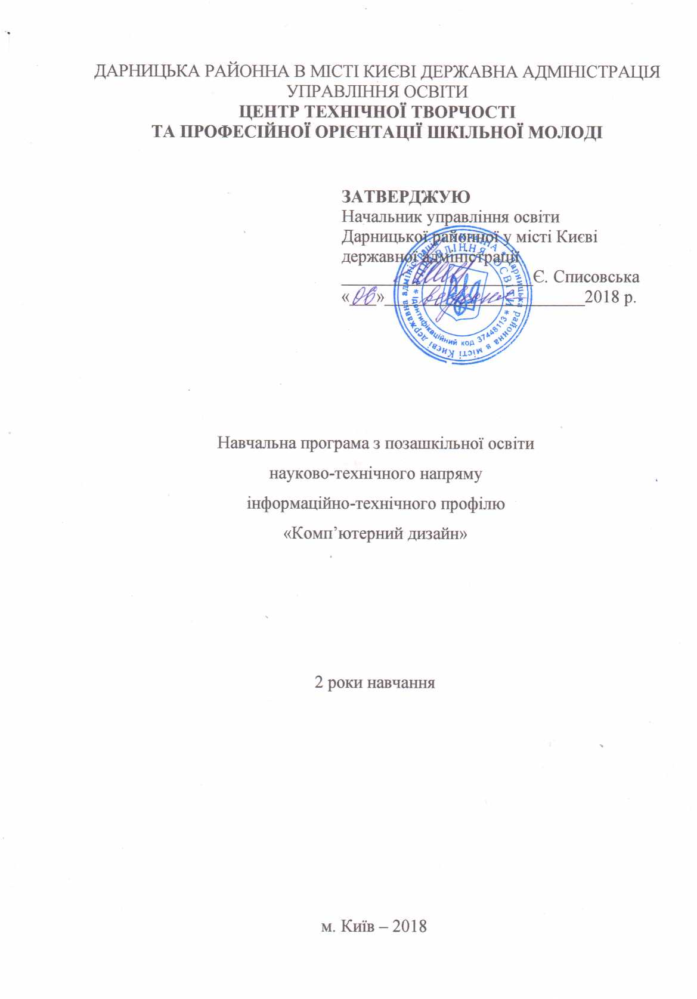 ДАРНИЦЬКА РАЙОННА В МІСТІ КИЄВІ ДЕРЖАВНА АДМІНІСТРАЦІЯ
УПРАВЛІННЯ ОСВІТИ
ЦЕНТР ТЕХНІЧНОЇ ТВОРЧОСТІ
ТА ПРОФЕСІЙНОЇ ОРІЄНТАЦІЇ ШКІЛЬНОЇ МОЛОДІ
ЗАТВЕРДЖУЮ
Начальник управління освіти
Дарницької районної у місті Києві
державної адміністрації
Є. Списовська
«06» вересня 2018 р.
УКРАЇНА * Дарницька районна в місті Києві державна адміністрація
* УПРАВЛІННЯ ОСВІТИ *
Ідентифікаційний код 37448113
Навчальна програма з позашкільної освіти
науково-технічного напряму
інформаційно-технічного профілю
«Комп’ютерний дизайн»
2 роки навчання
м. Київ – 2018